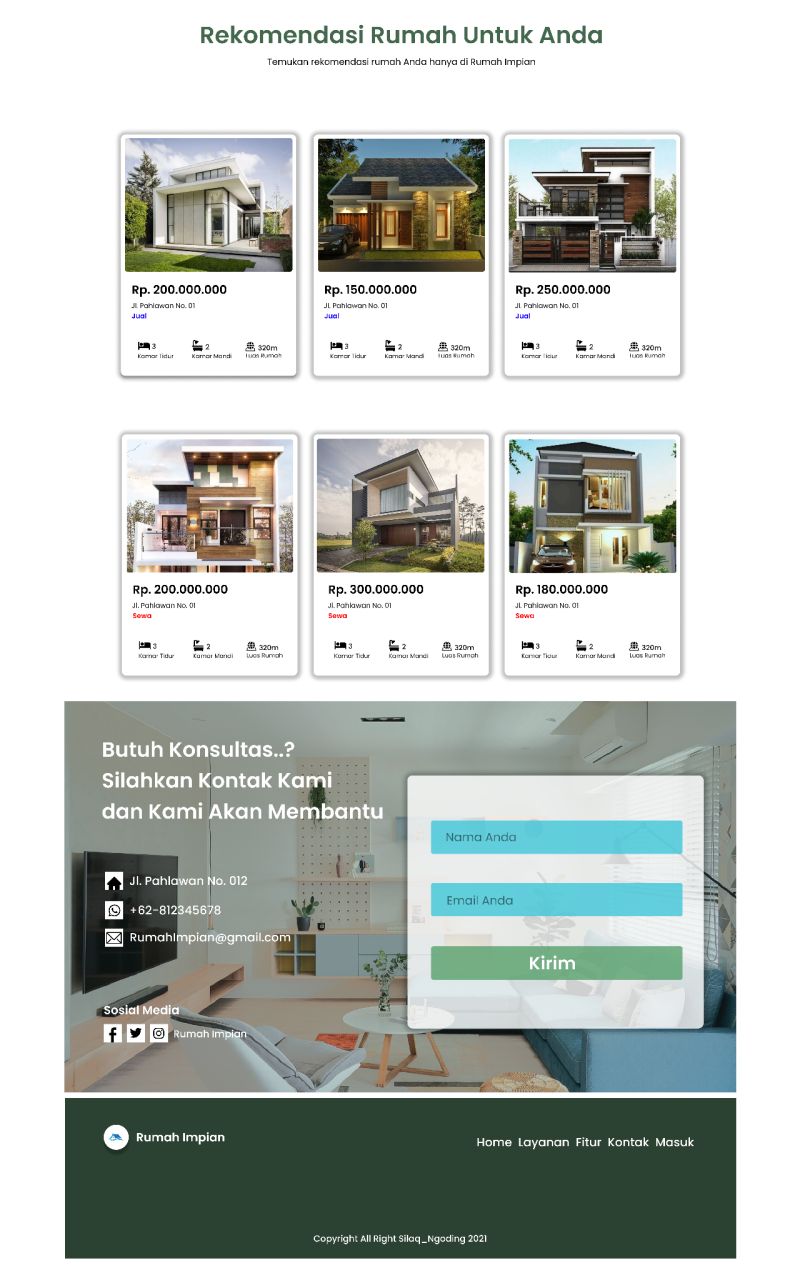 Rekomendasi Rumah Untuk Anda
Temukan rekomendasi rumah Anda hanya di Rumah Impian
Rp. 200.000.000
Jl. Pahlawan No. 01
Jual
3
Kamar Tidur
2
Kamar Mandi
320m
Luas Rumah
Rp. 150.000.000
Jl. Pahlawan No. 01
Jual
3
Kamar Tidur
2
Kamar Mandi
320m
Luas Rumah
Rp. 250.000.000
Jl. Pahlawan No. 01
Jual
3
Kamar Tidur
2
Kamar Mandi
320m
Luas Rumah
Rp. 200.000.000
Jl. Pahlawan No. 01
Sewa
3
Kamar Tidur
2
Kamar Mandi
320m
Luas Rumah
Rp. 300.000.000
Jl. Pahlawan No. 01
Sewa
3
Kamar Tidur
2
Kamar Mandi
320m
Luas Rumah
Rp. 180.000.000
Jl. Pahlawan No. 01
Sewa
3
Kamar Tidur
2
Kamar Mandi
320m
Luas Rumah
Butuh Konsultas..?
Silahkan Kontak Kami
dan Kami Akan Membantu
Jl. Pahlawan No. 012
+62-812345678
RumahImpian@gmail.com
Sosial Media
Rumah Impian
Nama Anda
Email Anda
Kirim
Rumah Impian
Home Layanan Fitur Kontak Masuk
Copyright All Right Silaq_Ngoding 2021